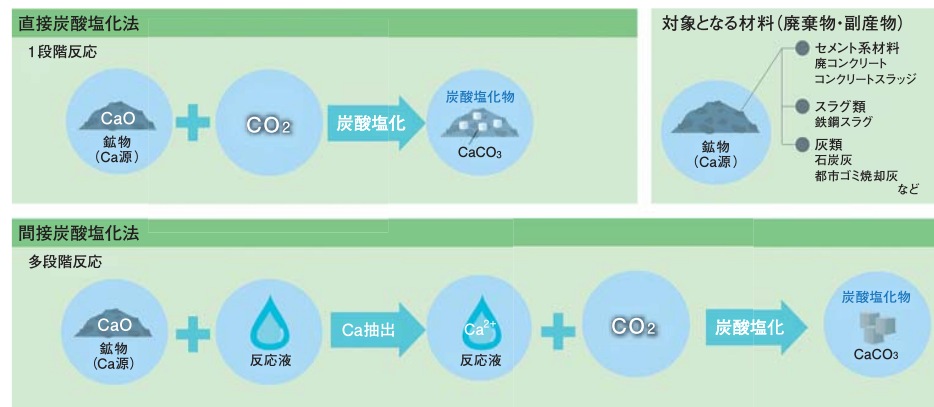 直接炭酸塩化法
1段階反応
CaO
鉱物
(Ca源)
CO2
炭酸塩化
炭酸塩化物
CaCO3
対象となる材料(廃棄物・副産物)
鉱物
(Ca源)
セメント系材料
廃コンクリート
コンクリートスラッジ
スラグ類
鉄鋼スラグ
灰類
石炭灰
都市ゴミ焼却灰
など
間接炭酸塩化法
多段階反応
CaO
鉱物
(Ca源)
反応液
Ca抽出
Ca2+
反応液
CO2
炭酸塩化
炭酸塩化物
CaCO3